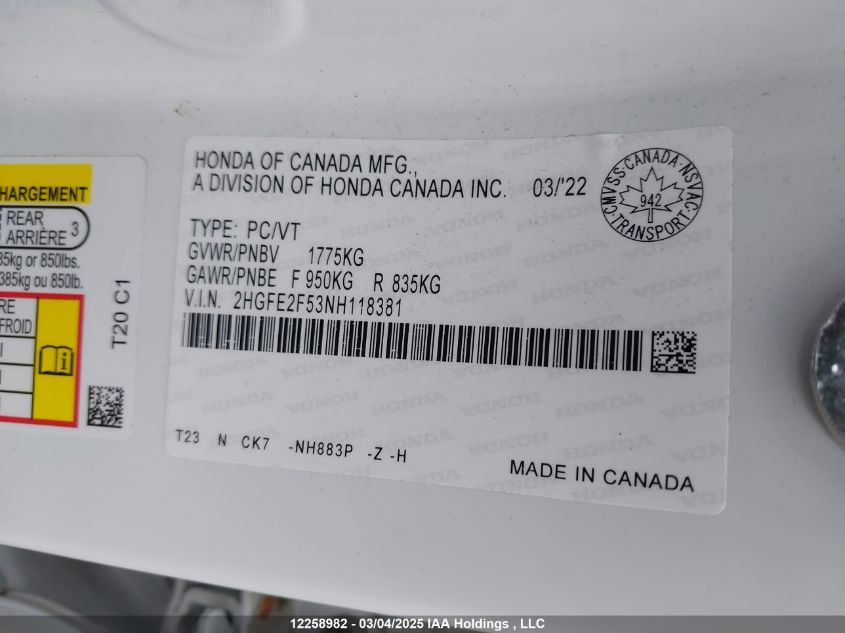 HARGEMENT
REAR
ARRIÈRE 3
85kg or 850lbs.
385kg ou 850lb.
FROID
T20 C1
HONDA OF CANADA MFG.,
A DIVISION OF HONDA CANADA INC. 03/'22
CMVSS CANADA NSVAC
942
-TRANSPORT-
TYPE: PC/VT
GVWR/PNBV 1775KG
GAWR/PNBE F 950KG R 835KG
V.I.N. 2HGFE2F53NH118381
T23 N CK7 -NH883P -Z -H
MADE IN CANADA
12258982 - 03/04/2025 IAA Holdings , LLC